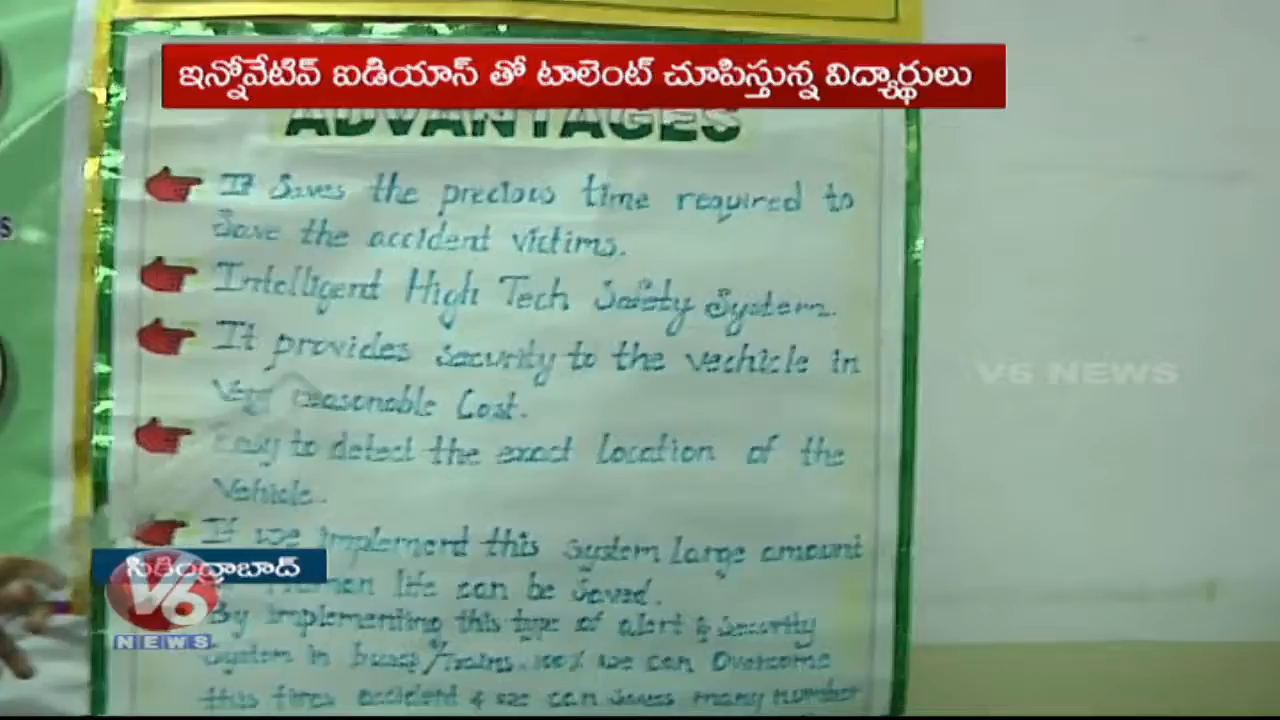 ఇన్నోవేటివ్ ఐడియాస్ తో టాలెంట్ చూపిస్తున్న విద్యార్థులు
ADVANTAGES
It Saves the precious time required to
Save the accident victims.
Intelligent High Tech Safety System.
It provides security to the vechicle in
Very reasonable Cost.
Easy to detect the exact Location of the
Vehicle.
If we implement this System Large amount
Human life can be Saved.
By implementing this type of alert & Security
System in buses/trains 100% we can Overcome
this fires accident & we can Saves many number
సికింద్రాబాద్
V6
NEWS
V6 NEWS